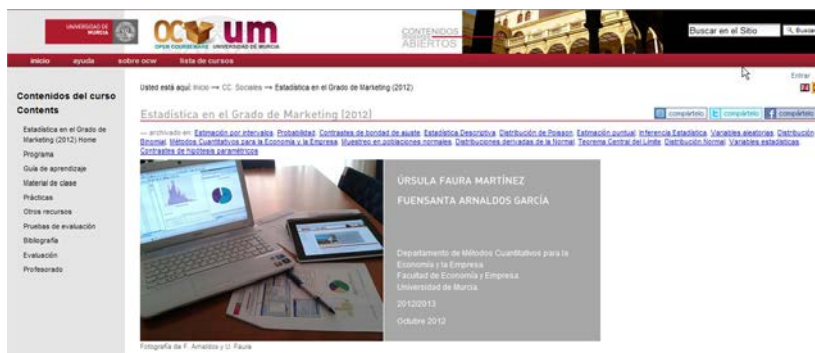 UNIVERSIDAD DE
MURCIA
ocw um
OPEN COURSEWARE UNIVERSIDAD DE MURCIA
CONTENIDOS
ABIERTOS
Buscar en el Sitio
Buscar
inicio ayuda sobre ocw lista de cursos
Entrar
Usted está aquí: Inicio → CC. Sociales → Estadística en el Grado de Marketing (2012)
Contenidos del curso
Contents
Estadística en el Grado de
Marketing (2012) Home
Programa
Guía de aprendizaje
Material de clase
Prácticas
Otros recursos
Pruebas de evaluación
Bibliografía
Evaluación
Profesorado
Estadística en el Grado de Marketing (2012)
compártelo compártelo compártelo
— archivado en: Estimación por intervalos, Probabilidad, Contrastes de bondad de ajuste, Estadística Descriptiva, Distribución de Poisson, Estimación puntual, Inferencia Estadística, Variables aleatorias, Distribución
Binomial, Métodos Cuantitativos para la Economía y la Empresa, Muestreo en poblaciones normales, Distribuciones derivadas de la Normal, Teorema Central del Límite, Distribución Normal, Variables estadísticas,
Contrastes de hipótesis paramétricos
ÚRSULA FAURA MARTÍNEZ
FUENSANTA ARNALDOS GARCÍA
Departamento de Métodos Cuantitativos para la
Economía y la Empresa
Facultad de Economía y Empresa
Universidad de Murcia
2012/2013
Octubre 2012
Fotografía de F. Arnaldos y U. Faura